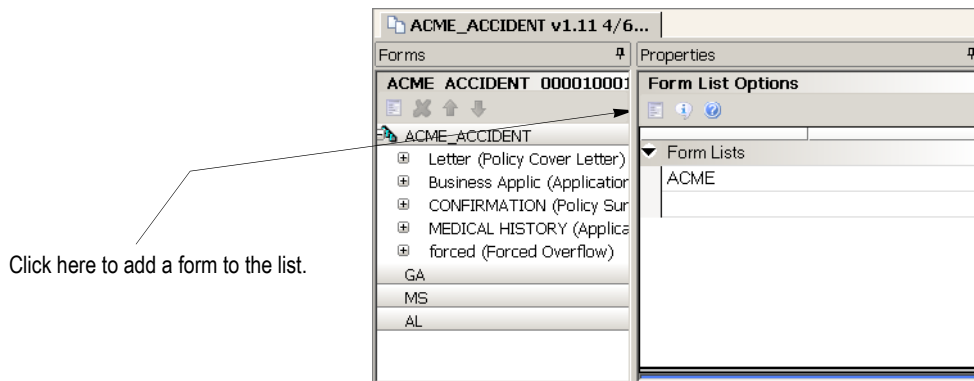 ACME_ACCIDENT v1.11 4/6...
Forms
ACME ACCIDENT 000010001
ACME_ACCIDENT
Letter (Policy Cover Letter)
Business Applic (Application
CONFIRMATION (Policy Sur
MEDICAL HISTORY (Applica
forced (Forced Overflow)
GA
MS
AL
Properties
Form List Options
Form Lists
ACME
Click here to add a form to the list.